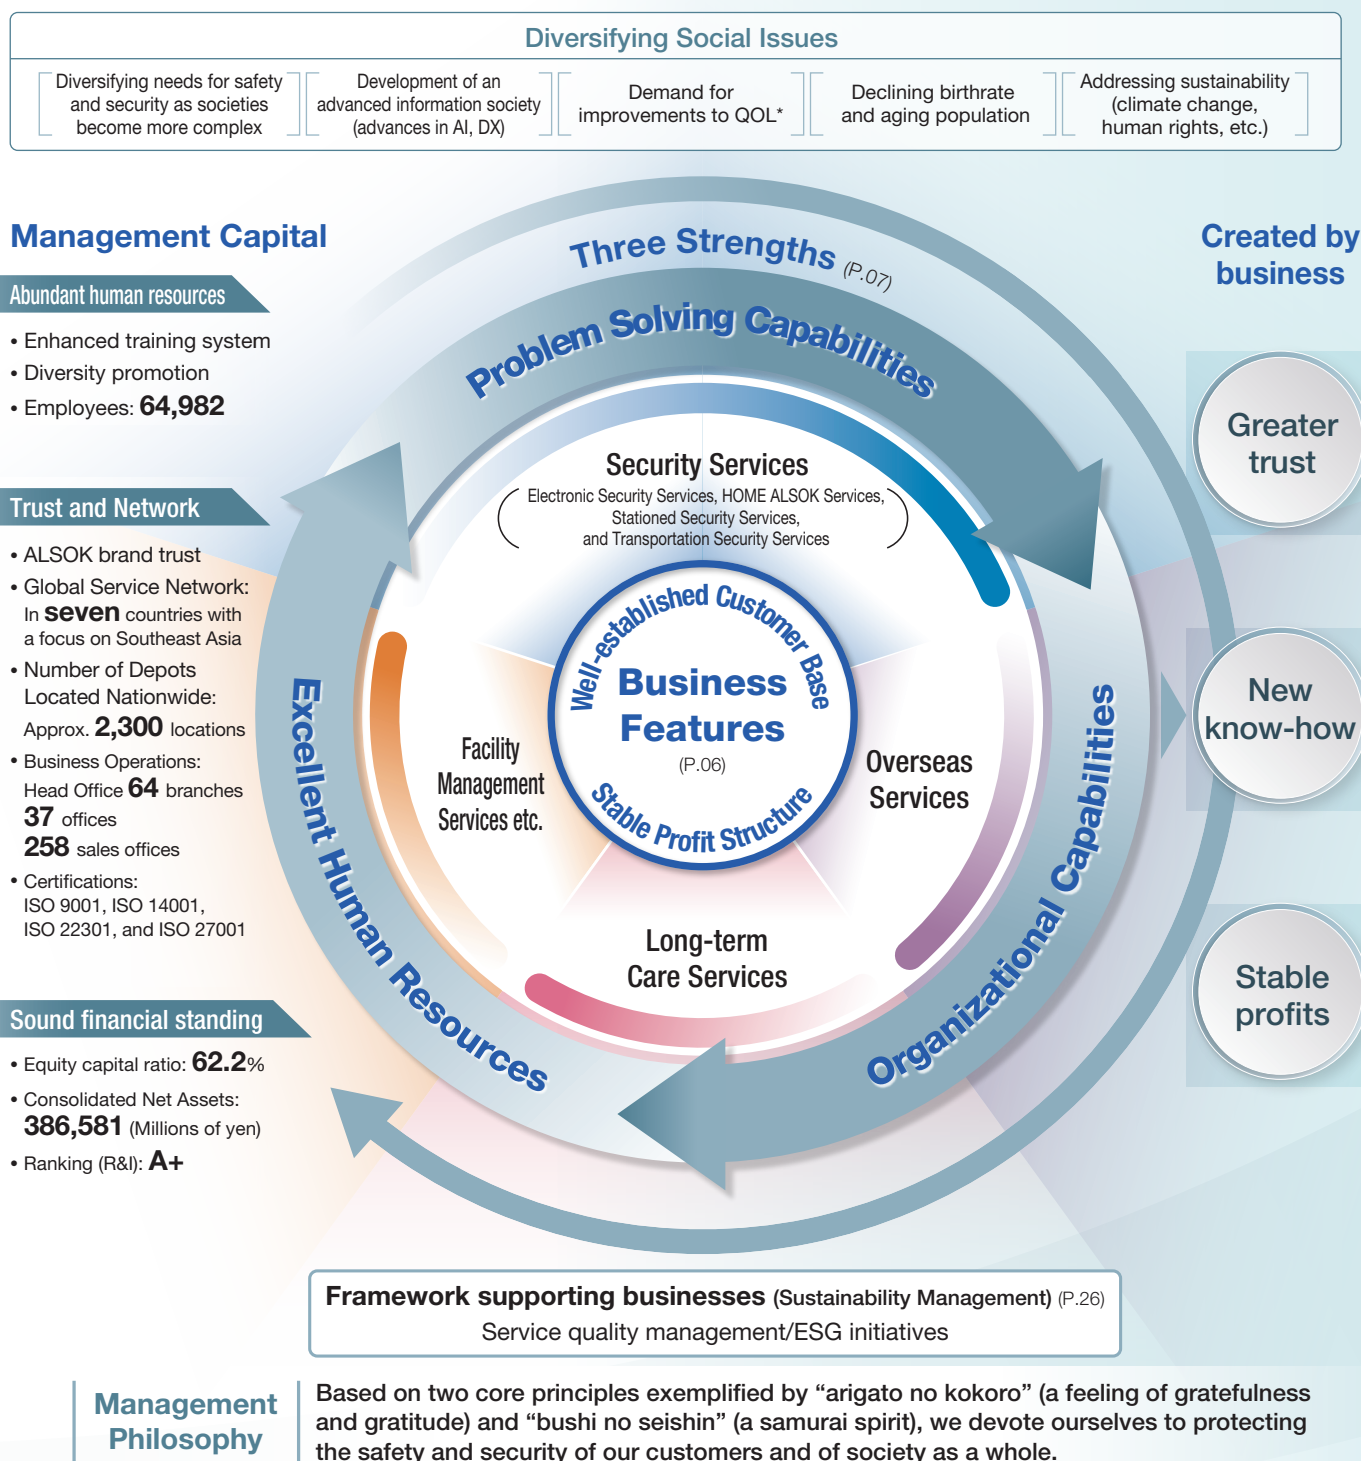 Diversifying Social Issues
Diversifying needs for safety
and security as societies
become more complex
Development of an
advanced information society
(advances in AI, DX)
Demand for
improvements to QOL*
Declining birthrate
and aging population
Addressing sustainability
(climate change,
human rights, etc.)
Management Capital
Abundant human resources
• Enhanced training system
• Diversity promotion
• Employees: 64,982
Trust and Network
• ALSOK brand trust
• Global Service Network:
In seven countries with
a focus on Southeast Asia
• Number of Depots
Located Nationwide:
Approx. 2,300 locations
• Business Operations:
Head Office 64 branches
37 offices
258 sales offices
• Certifications:
ISO 9001, ISO 14001,
ISO 22301, and ISO 27001
Sound financial standing
• Equity capital ratio: 62.2%
• Consolidated Net Assets:
386,581 (Millions of yen)
• Ranking (R&I): A+
Three Strengths (P.07)
Problem Solving Capabilities
Organizational Capabilities
Excellent Human Resources
Security Services
(Electronic Security Services, HOME ALSOK Services,
Stationed Security Services,
and Transportation Security Services)
Well-established Customer Base
Business
Features
(P.06)
Stable Profit Structure
Facility
Management
Services etc.
Overseas
Services
Long-term
Care Services
Created by
business
Greater
trust
New
know-how
Stable
profits
Framework supporting businesses (Sustainability Management) (P.26)
Service quality management/ESG initiatives
Management
Philosophy
Based on two core principles exemplified by “arigato no kokoro” (a feeling of gratefulness
and gratitude) and “bushi no seishin” (a samurai spirit), we devote ourselves to protecting
the safety and security of our customers and of society as a whole.